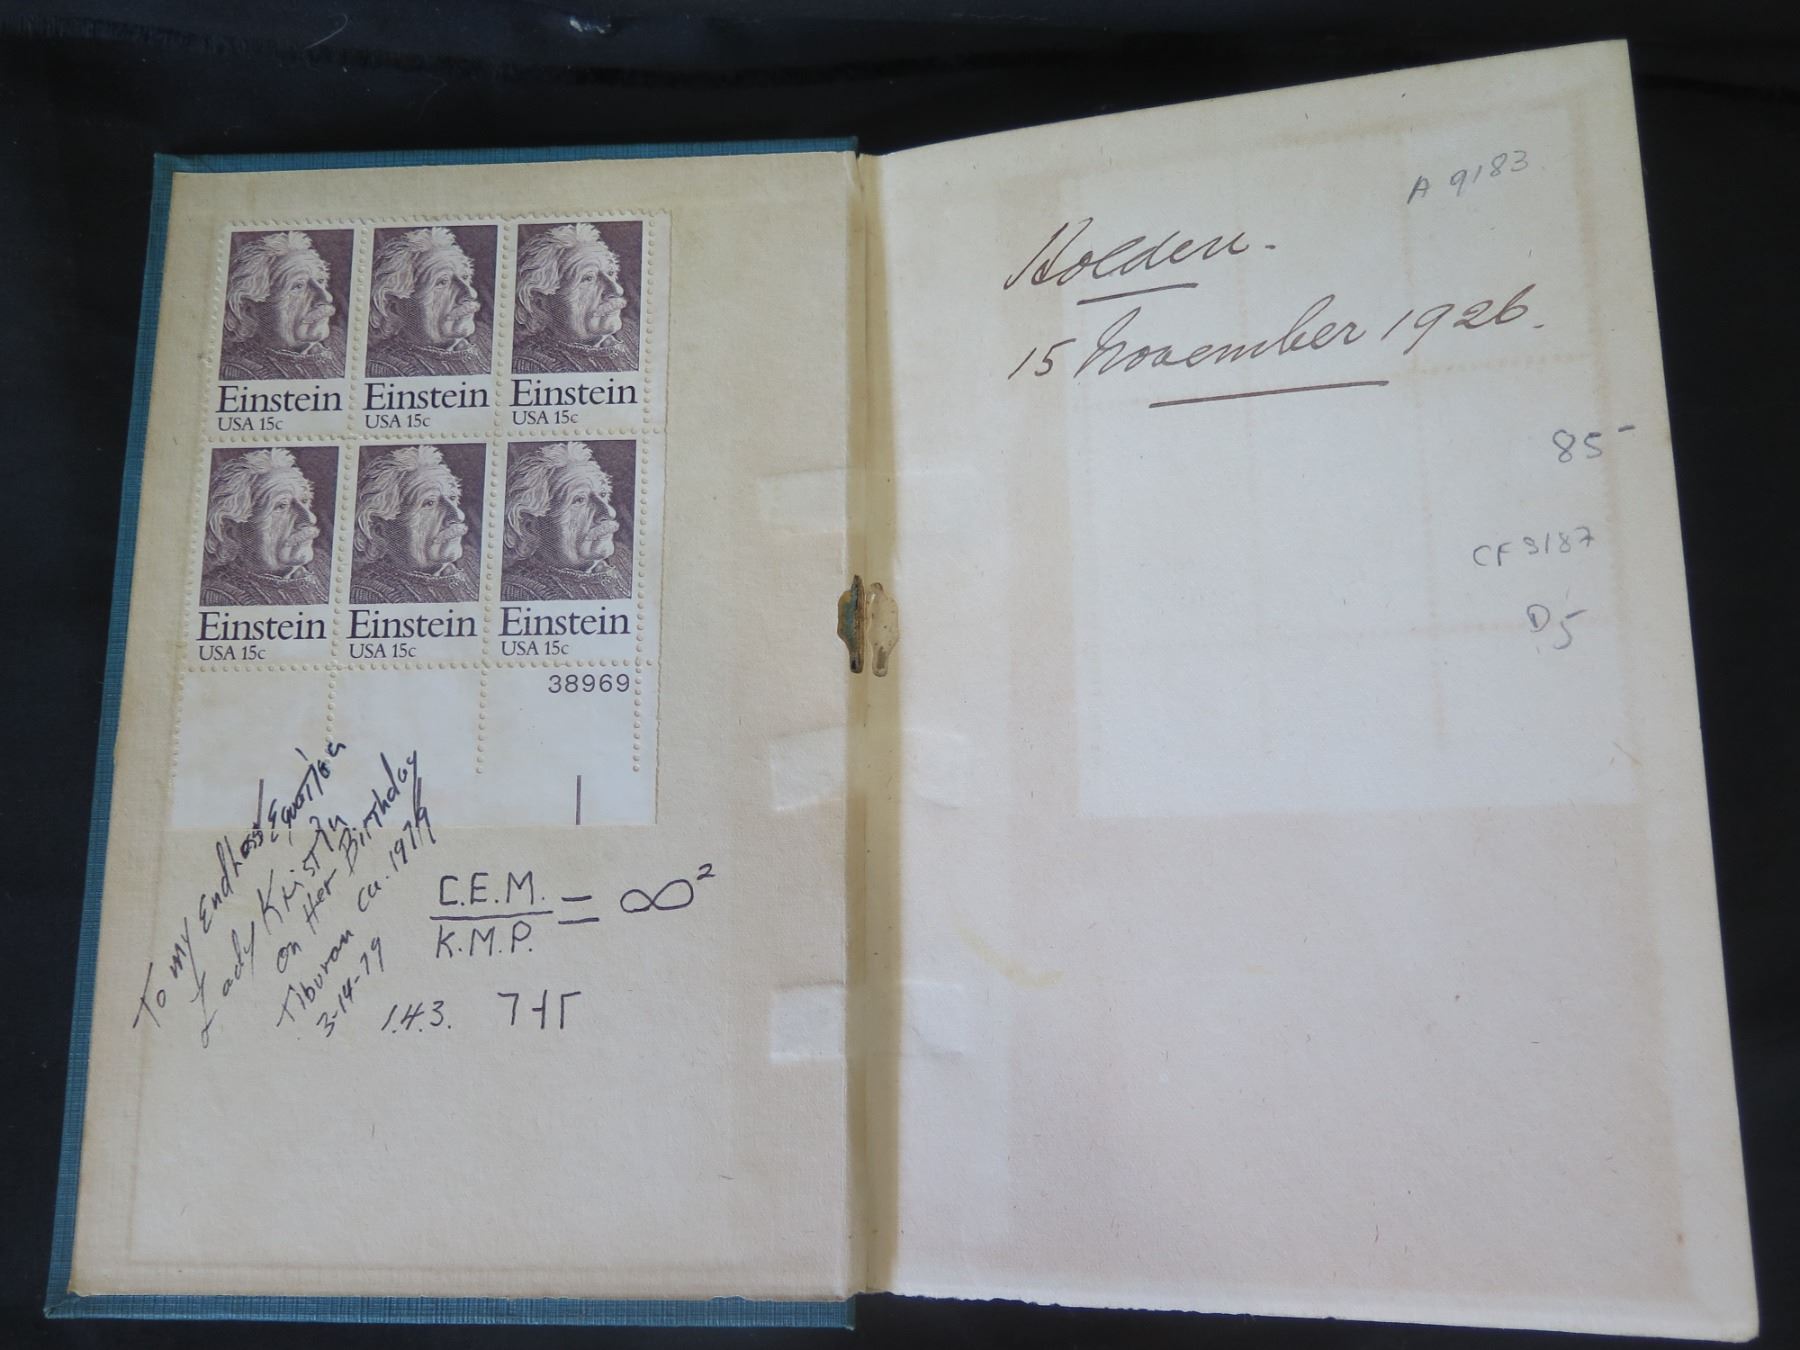 Einstein
USA 15c
Einstein
USA 15c
Einstein
USA 15c
Einstein
USA 15c
Einstein
USA 15c
Einstein
USA 15c
38969
To my Endless Equation
Lady Kristin
On Her Birthday
Tiburon Ca. 1979
3-14-79
1.4.3.
C.E.M.
K.M.P.
= ∞²
A 9183
Holden.
15 November 1926.
85-
CF 3187
D5